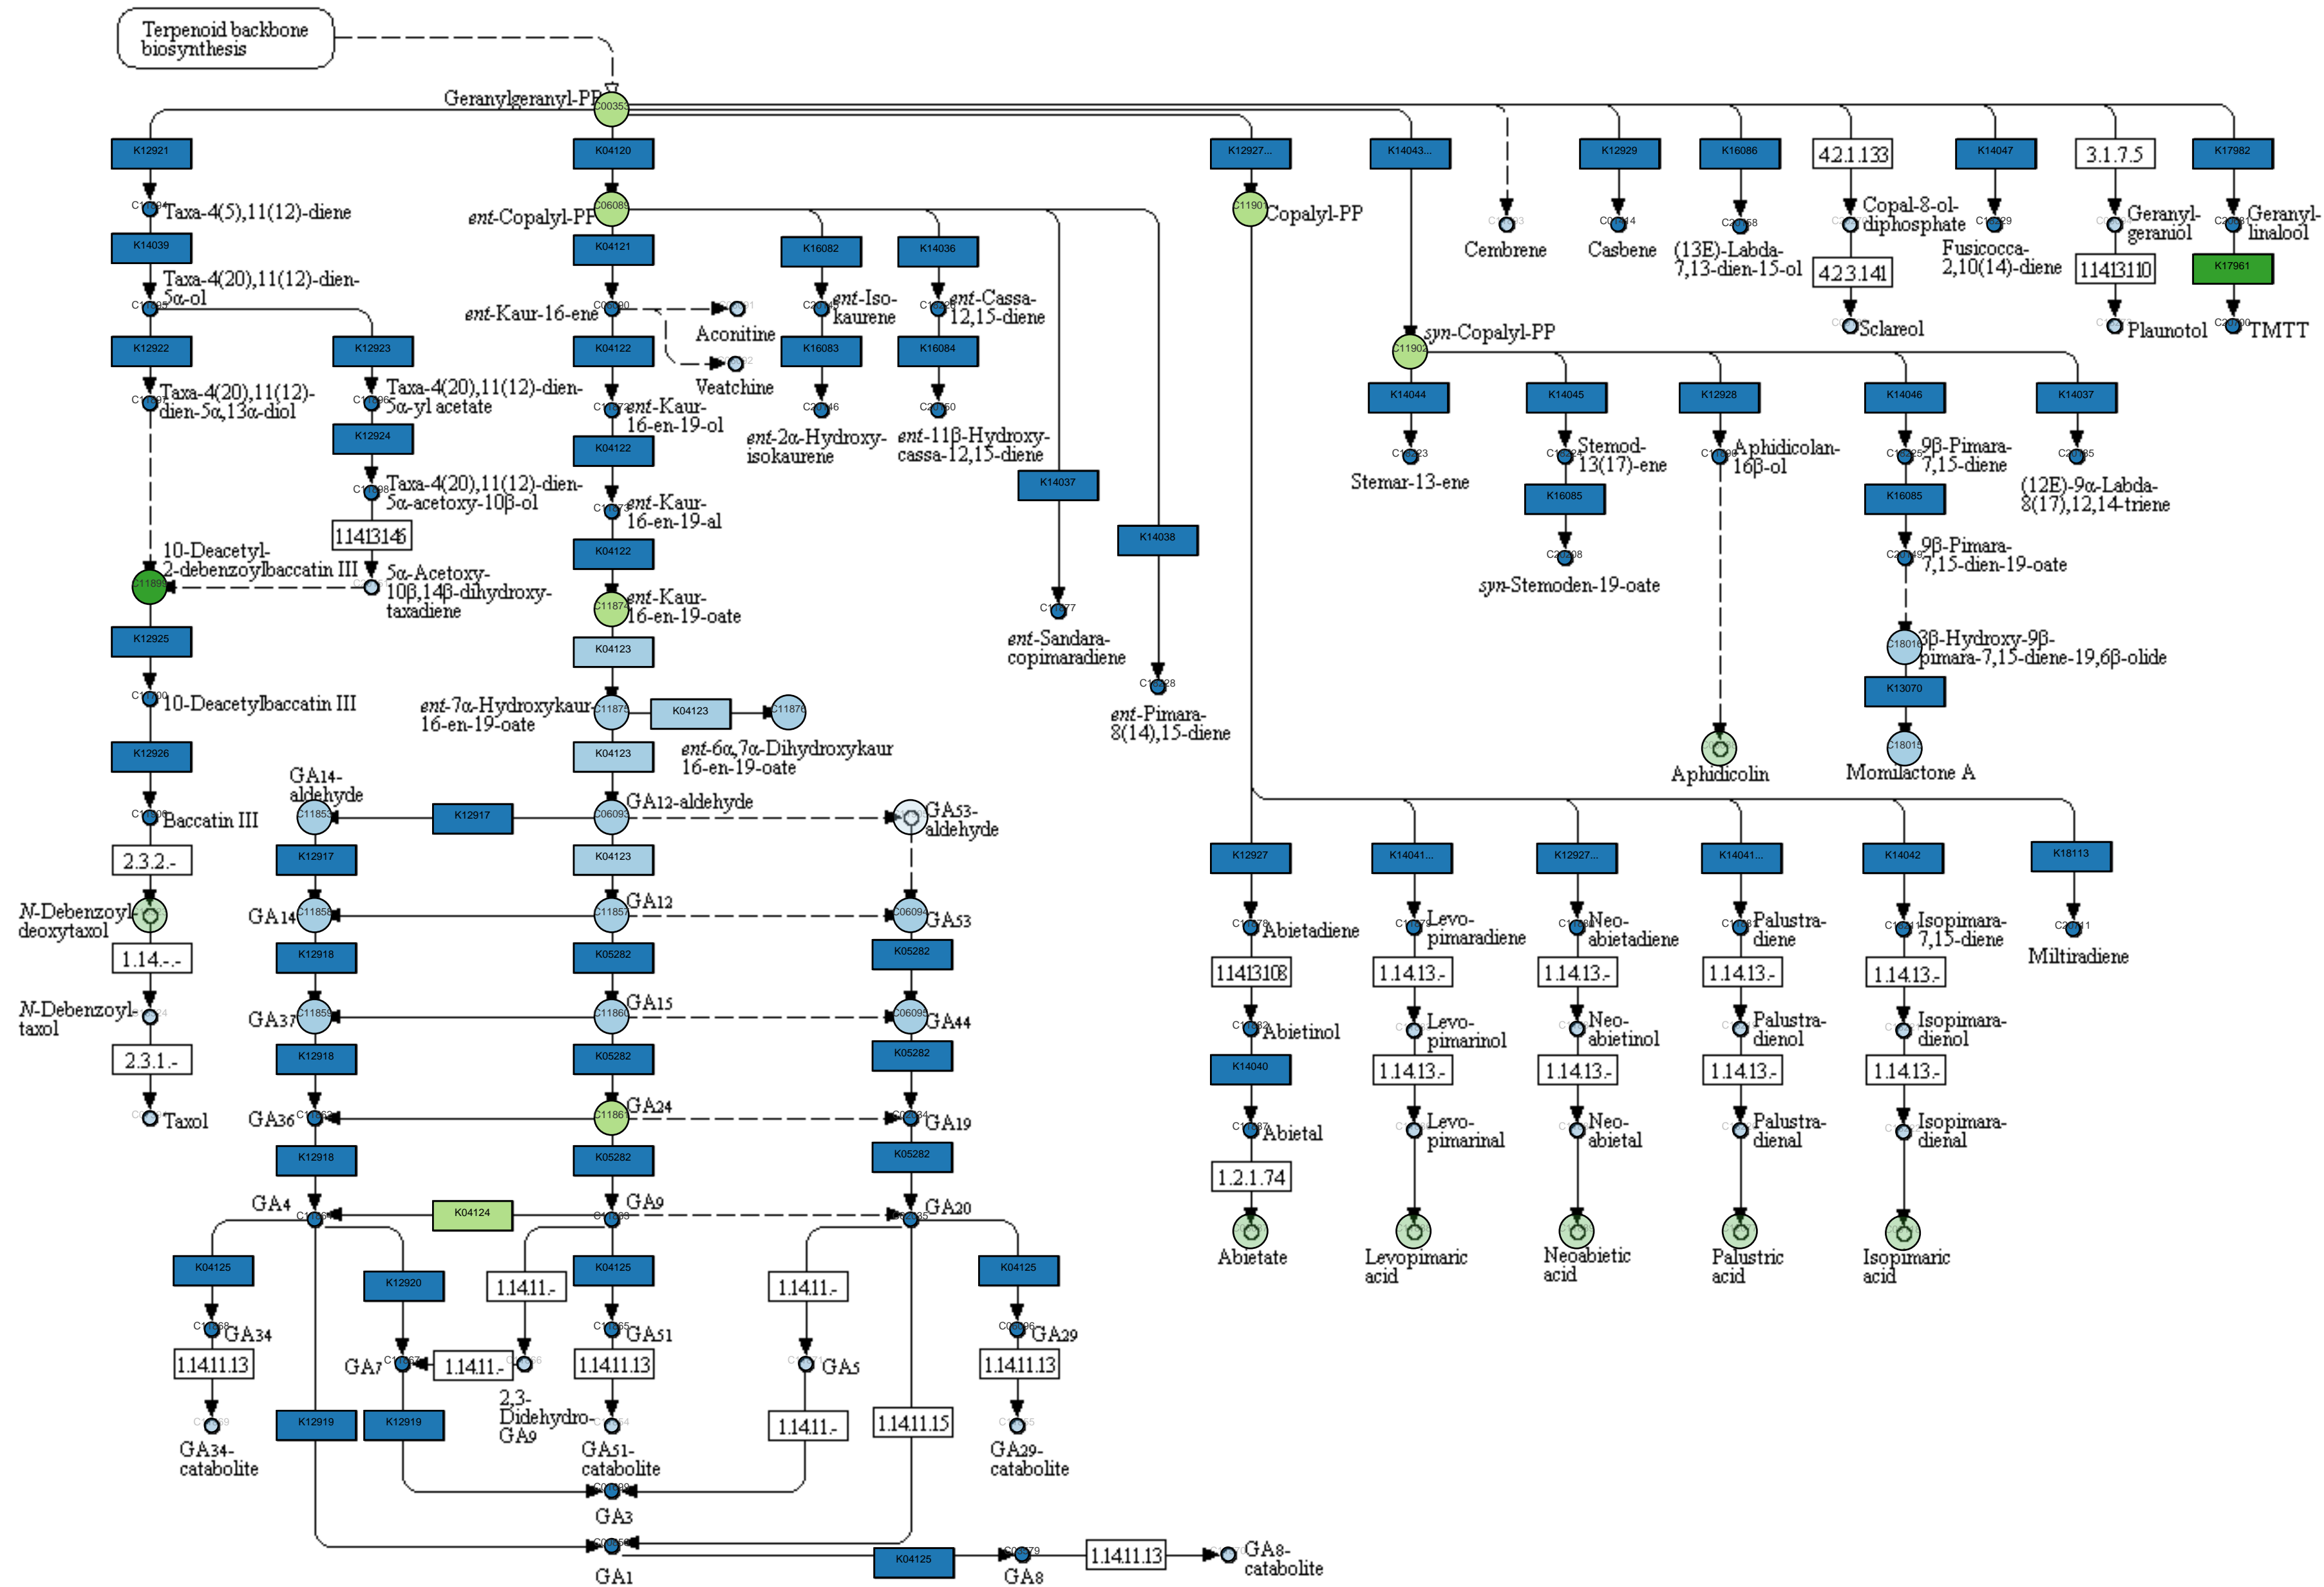 Terpenoid backbone
biosynthesis
Geranylgeranyl-PP
C00353
K12921
K04120
K12927...
K14043...
K12929
K16086
4.2.1.133
K14047
3.1.7.5
K17982
Taxa-4(5),11(12)-diene
ent-Copalyl-PP
C06089
C11901
Copalyl-PP
Cembrene
Casbene
(13E)-Labda-
7,13-dien-15-ol
Copal-8-ol-
diphosphate
Fusicocca-
2,10(14)-diene
Geranyl-
geraniol
Geranyl-
linalool
K14039
K04121
K16082
K14036
4.2.3.141
11413110
K17961
Taxa-4(20),11(12)-dien-
5α-ol
ent-Kaur-16-ene
Aconitine
ent-Iso-
kaurene
ent-Cassa-
12,15-diene
syn-Copalyl-PP
C11902
Sclareol
Plaunotol
TMTT
K12922
K12923
K04122
Veatchine
K16083
K16084
Taxa-4(20),11(12)-
dien-5α,13α-diol
Taxa-4(20),11(12)-dien-
5α-yl acetate
ent-Kaur-
16-en-19-ol
ent-2α-Hydroxy-
isokaurene
ent-11β-Hydroxy-
cassa-12,15-diene
K14044
K14045
K12928
K14046
K14037
K12924
K04122
Stemar-13-ene
Stemod-
13(17)-ene
Aphidicolan-
16β-ol
9β-Pimara-
7,15-diene
(12E)-9α-Labda-
8(17),12,14-triene
Taxa-4(20),11(12)-dien-
5α-acetoxy-10β-ol
ent-Kaur-
16-en-19-al
K14037
K14038
K16085
K16085
11413146
K04122
syn-Stemoden-19-oate
9β-Pimara-
7,15-dien-19-oate
10-Deacetyl-
2-debenzoylbaccatin III
C11899
5α-Acetoxy-
10β,14β-dihydroxy-
taxadiene
C11874
ent-Kaur-
16-en-19-oate
ent-Sandara-
copimaradiene
K12925
K04123
C18016
3β-Hydroxy-9β-
pimara-7,15-diene-19,6β-olide
10-Deacetylbaccatin III
ent-7α-Hydroxykaur-
16-en-19-oate
C11875
K04123
C11876
ent-Pimara-
8(14),15-diene
K13070
K12926
K04123
ent-6α,7α-Dihydroxykaur
16-en-19-oate
Aphidicolin
C18015
Momilactone A
GA14-
aldehyde
C11853
Baccatin III
K12917
C06093
GA12-aldehyde
GA53-
aldehyde
2.3.2.-
K12917
K04123
K12927
K14041...
K12927...
K14041...
K14042
K18113
N-Debenzoyl-
deoxytaxol
GA14
C11858
C11857
GA12
C06094
GA53
Abietadiene
Levo-
pimaradiene
Neo-
abietadiene
Palustra-
diene
Isopimara-
7,15-diene
Miltiradiene
1.14.-.-
K12918
K05282
K05282
11413108
1.14.13.-
1.14.13.-
1.14.13.-
1.14.13.-
N-Debenzoyl-
taxol
GA37
C11859
C11860
GA15
C06095
GA44
Abietinol
Levo-
pimarinol
Neo-
abietinol
Palustra-
dienol
Isopimara-
dienol
2.3.1.-
K12918
K05282
K05282
K14040
1.14.13.-
1.14.13.-
1.14.13.-
1.14.13.-
Taxol
GA36
C11861
GA24
GA19
Abietal
Levo-
pimarinal
Neo-
abietal
Palustra-
dienal
Isopimara-
dienal
K12918
K05282
K05282
1.2.1.74
GA4
K04124
GA9
GA20
Abietate
Levopimaric
acid
Neoabietic
acid
Palustric
acid
Isopimaric
acid
K04125
K12920
1.14.11.-
K04125
1.14.11.-
K04125
GA34
GA51
GA29
1.14.11.13
GA7
1.14.11.-
1.14.11.13
GA5
1.14.11.13
2,3-
Didehydro-
GA9
K12919
K12919
1.14.11.-
1.14.11.15
GA34-
catabolite
GA51-
catabolite
GA29-
catabolite
GA3
K04125
1.14.11.13
GA8-
catabolite
GA1
GA8